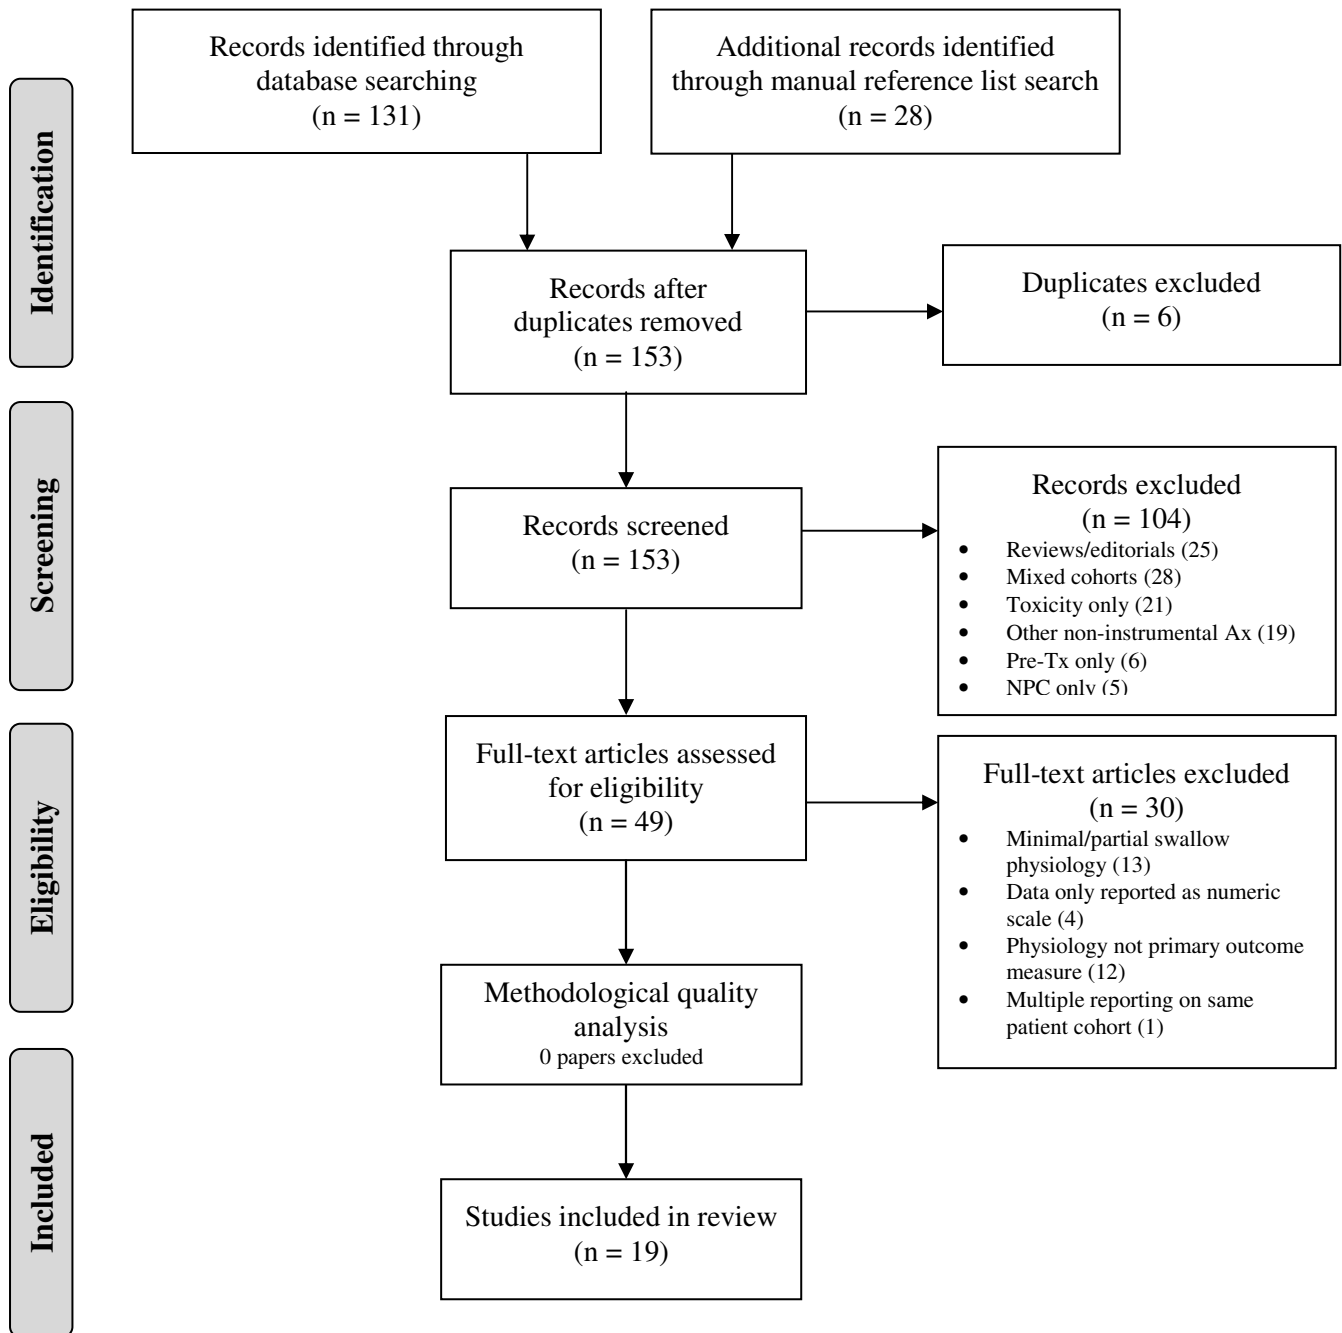 Records identified through
database searching
(n = 131)
Additional records identified
through manual reference list search
(n = 28)
Identification
Records after
duplicates removed
(n = 153)
Duplicates excluded
(n = 6)
Screening
Records screened
(n = 153)
Records excluded
(n = 104)
• Reviews/editorials (25)
• Mixed cohorts (28)
• Toxicity only (21)
• Other non-instrumental Ax (19)
• Pre-Tx only (6)
• NPC only (5)
Eligibility
Full-text articles assessed
for eligibility
(n = 49)
Full-text articles excluded
(n = 30)
• Minimal/partial swallow
physiology (13)
• Data only reported as numeric
scale (4)
• Physiology not primary outcome
measure (12)
• Multiple reporting on same
patient cohort (1)
Methodological quality
analysis
0 papers excluded
Included
Studies included in review
(n = 19)